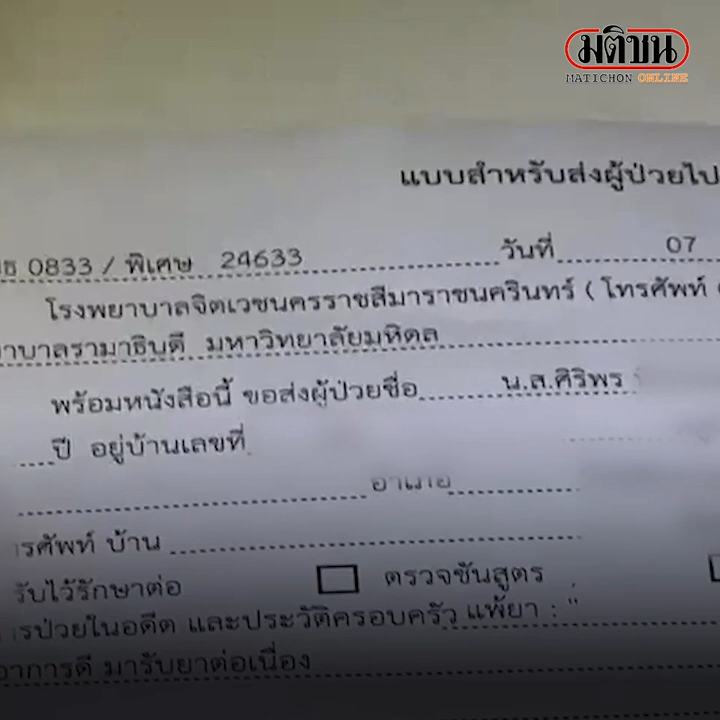 มติชน
MATICHON ONLINE
แบบสำหรับส่งผู้ป่วยไป
0833 / พิเศษ 24633 วันที่ 07
โรงพยาบาลจิตเวชนครราชสีมาราชนครินทร์ ( โทรศัพท์
าบาลรามาธิบดี มหาวิทยาลัยมหิดล
พร้อมหนังสือนี้ ขอส่งผู้ป่วยชื่อ น.ส.ศิริพร
ปี อยู่บ้านเลขที่
อำเภอ
รศัพท์ บ้าน
รับไว้รักษาต่อ ตรวจชันสูตร
ารป่วยในอดีต และประวัติครอบครัว แพ้ยา : "
อาการดี มารับยาต่อเนื่อง